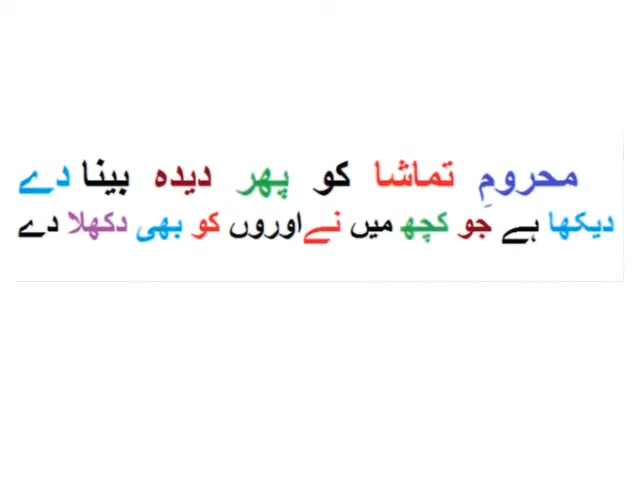 محرومِ تماشا کو پھر دیدہ بینا دے
دیکھا ہے جو کچھ میں نے اوروں کو بھی دکھلا دے